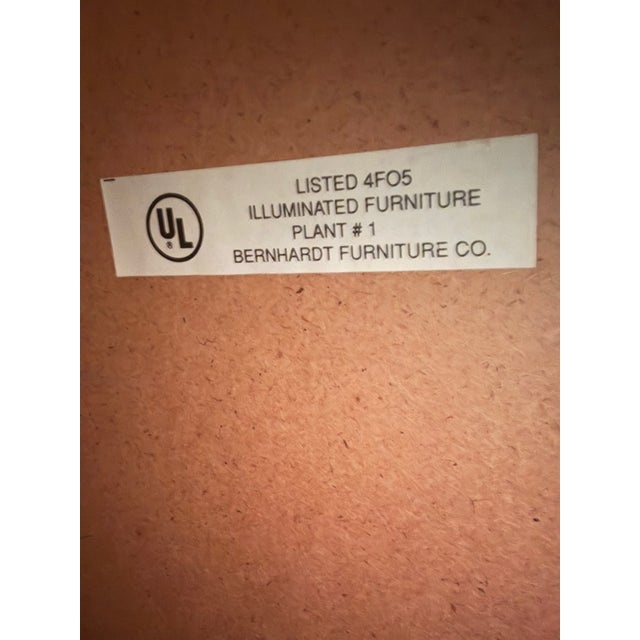 UL
®
LISTED 4FO5
ILLUMINATED FURNITURE
PLANT # 1
BERNHARDT FURNITURE CO.